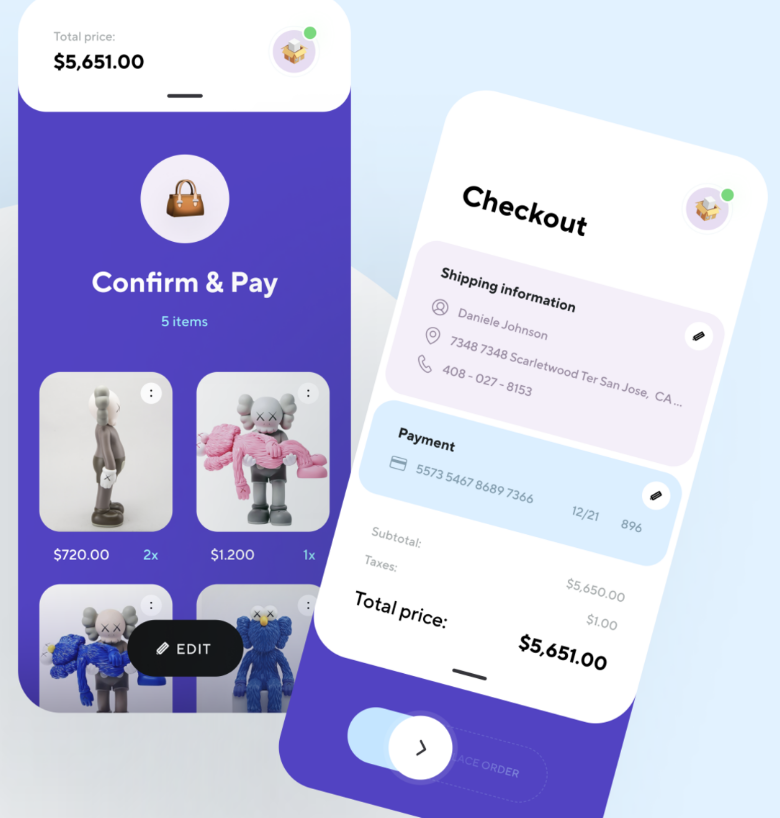 Total price:
$5,651.00
Confirm & Pay
5 items
$720.00
2x
$1.200
1x
EDIT
Checkout
Shipping information
Daniele Johnson
7348 7348 Scarletwood Ter San Jose, CA...
408 - 027 - 8153
Payment
5573 5467 8689 7366 12/21 896
Subtotal: $5,650.00
Taxes: $1.00
Total price: $5,651.00
ORDER